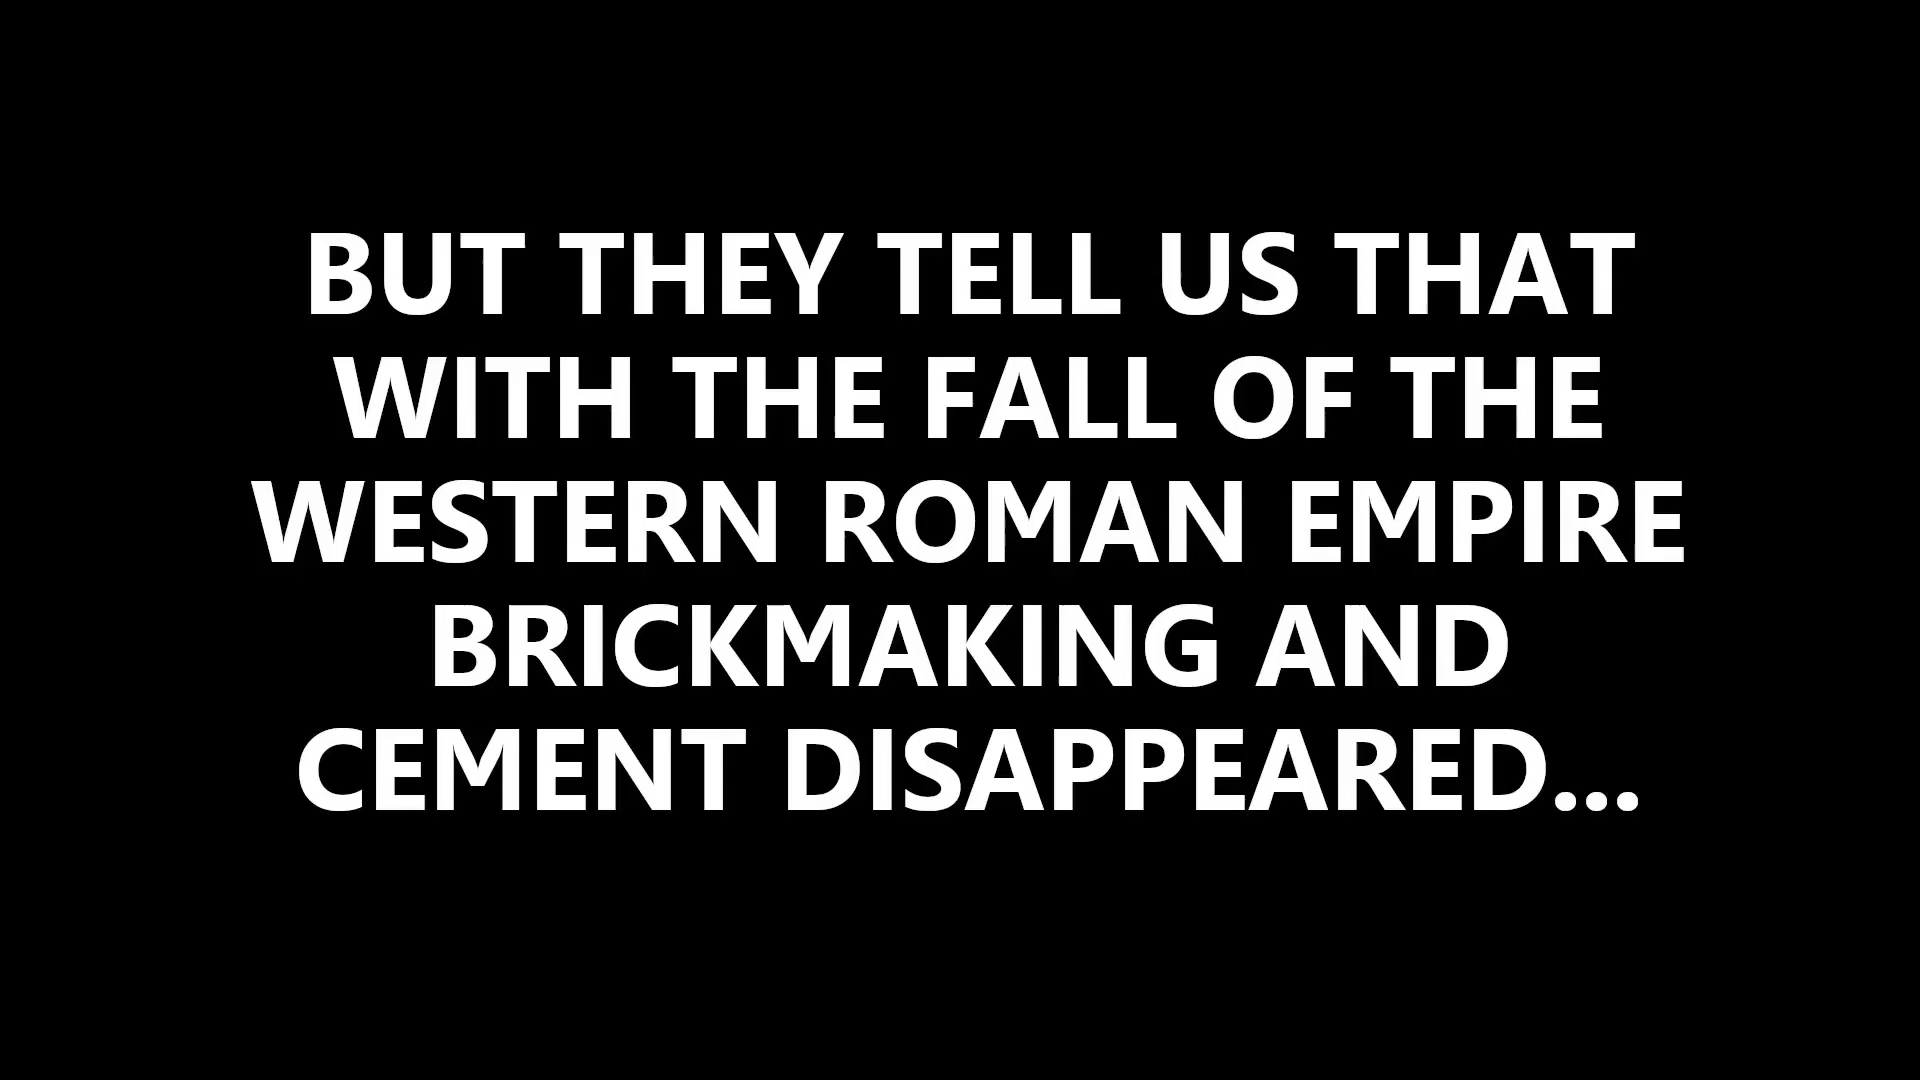 BUT THEY TELL US THAT
WITH THE FALL OF THE
WESTERN ROMAN EMPIRE
BRICKMAKING AND
CEMENT DISAPPEARED...